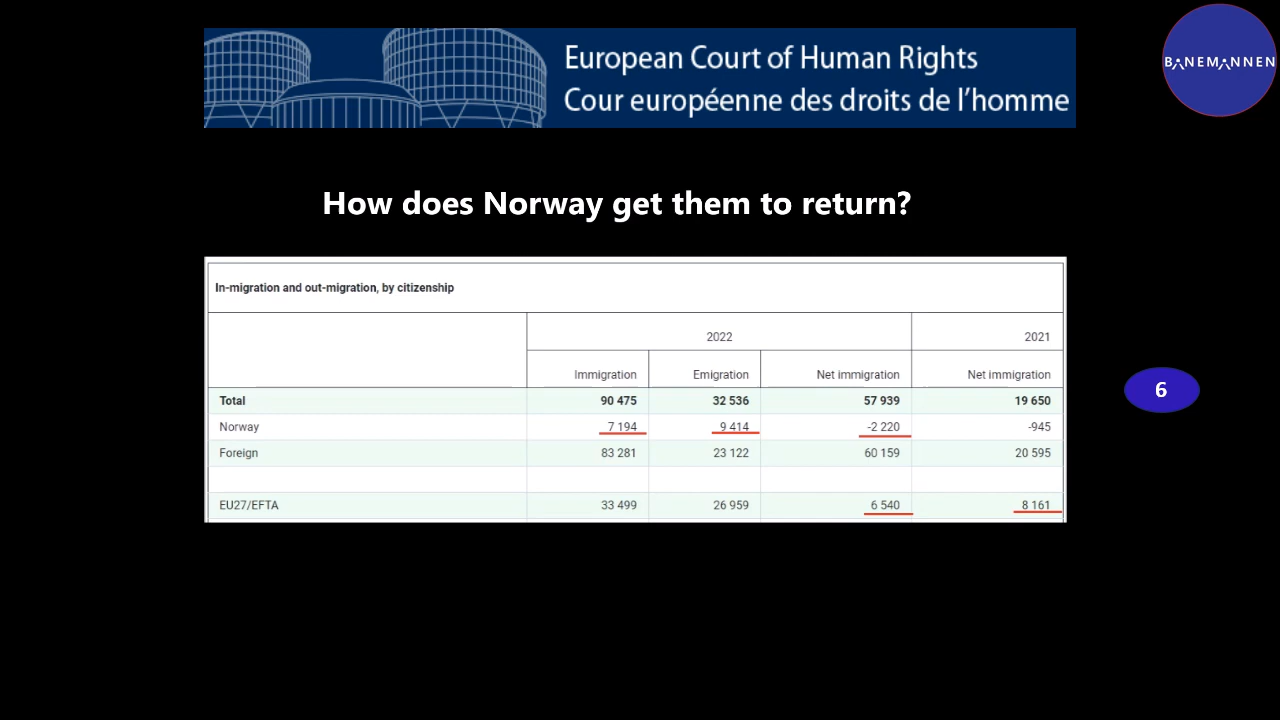 European Court of Human Rights
Cour européenne des droits de l'homme
BANEMANNEN
How does Norway get them to return?
In-migration and out-migration, by citizenship
2022 2021
Immigration Emigration Net immigration Net immigration
Total 90 475 32 536 57 939 19 650
Norway 7 194 9 414 -2 220 -945
Foreign 83 281 23 122 60 159 20 595
EU27/EFTA 33 499 26 959 6 540 8 161
6